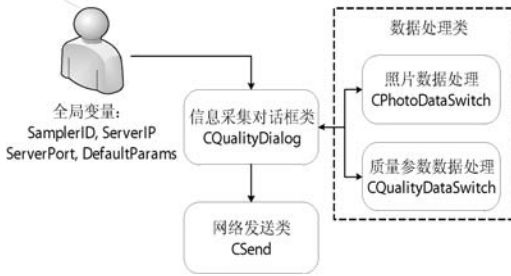 全局变量：
SamplerID, ServerIP
ServerPort, DefaultParams
信息采集对话框类
CQualityDialog
网络发送类
CSend
数据处理类
照片数据处理
CPhotoDataSwitch
质量参数数据处理
CQualityDataSwitch